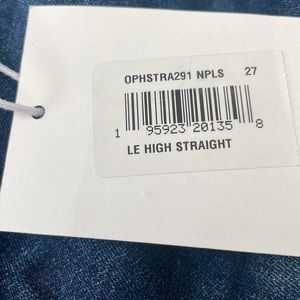 OPHSTRA291 NPLS 27
1 95923 20135 8
LE HIGH STRAIGHT